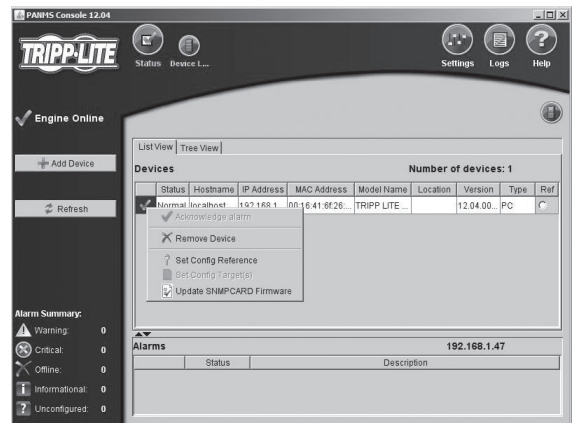 PANMS Console 12.04
TRIPP·LITE
Status Device L...
Settings Logs Help
Engine Online
Add Device
Refresh
List View Tree View
Devices Number of devices: 1
Status Hostname IP Address MAC Address Model Name Location Version Type Ref
Normal localhost 192.168.1.... 00:16:41:6f:26:... TRIPP LITE ... 12.04.00... PC
Acknowledge alarm
Remove Device
Set Config Reference
Set Config Target(s)
Update SNMPCARD Firmware
Alarm Summary:
Warning: 0
Critical: 0
Offline: 0
Informational: 0
Unconfigured: 0
Alarms 192.168.1.47
Status Description